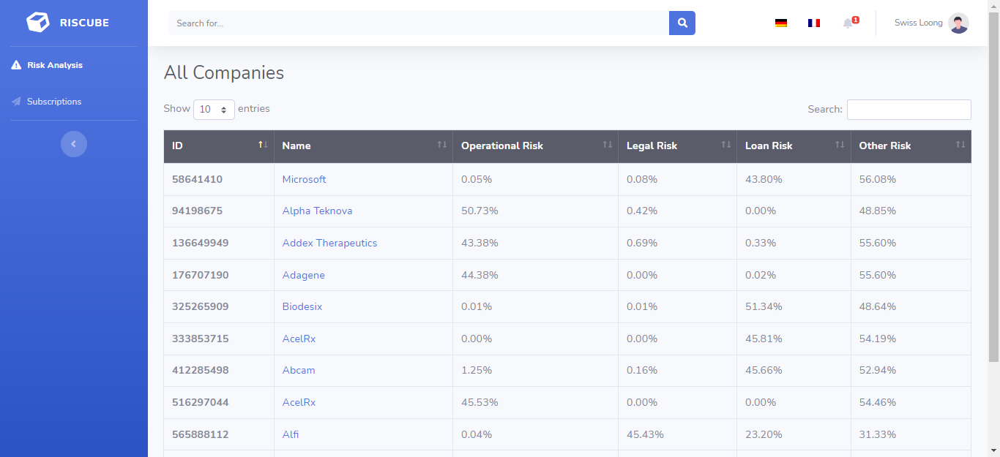 RISCUBE
Search for...
1
Swiss Loong
Risk Analysis
Subscriptions
All Companies
Show 10 entries
Search:
ID Name Operational Risk Legal Risk Loan Risk Other Risk
58641410 Microsoft 0.05% 0.08% 43.80% 56.08%
94198675 Alpha Teknova 50.73% 0.42% 0.00% 48.85%
136649949 Addex Therapeutics 43.38% 0.69% 0.33% 55.60%
176707190 Adagene 44.38% 0.00% 0.02% 55.60%
325265909 Biodesix 0.01% 0.01% 51.34% 48.64%
333853715 AcelRx 0.00% 0.00% 45.81% 54.19%
412285498 Abcam 1.25% 0.16% 45.66% 52.94%
516297044 AcelRx 45.53% 0.00% 0.00% 54.46%
565888112 Alfi 0.04% 45.43% 23.20% 31.33%